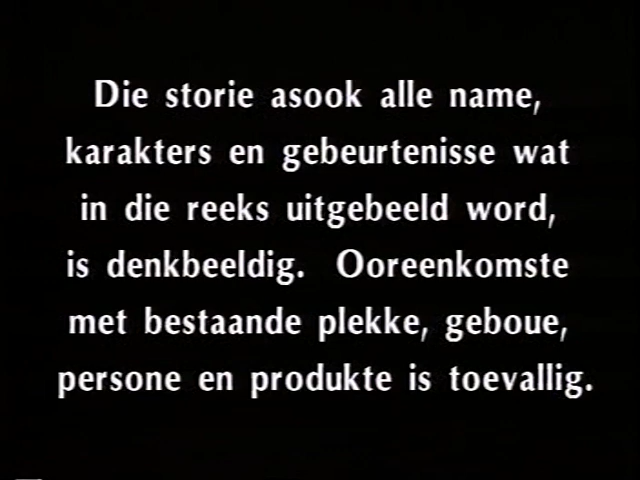 Die storie asook alle name,
karakters en gebeurtenisse wat
in die reeks uitgebeeld word,
is denkbeeldig. Ooreenkomste
met bestaande plekke, geboue,
persone en produkte is toevallig.